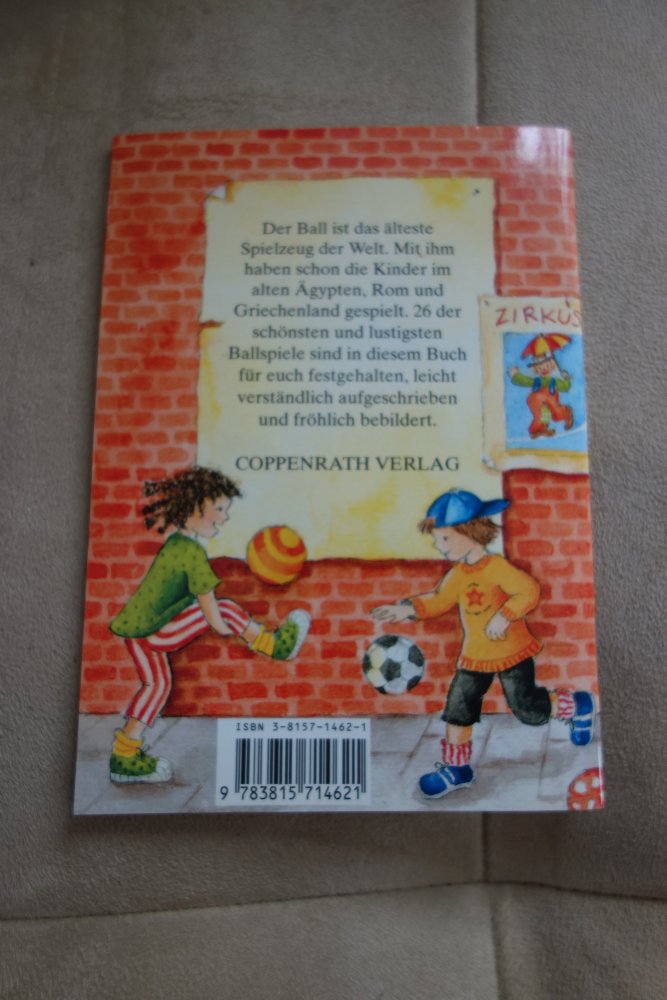 Der Ball ist das älteste
Spielzeug der Welt. Mit ihm
haben schon die Kinder im
alten Ägypten, Rom und
Griechenland gespielt. 26 der
schönsten und lustigsten
Ballspiele sind in diesem Buch
für euch festgehalten, leicht
verständlich aufgeschrieben
und fröhlich bebildert.
COPPENRATH VERLAG
ZIRKUS
ISBN 3-8157-1462-1
9 783815 714621